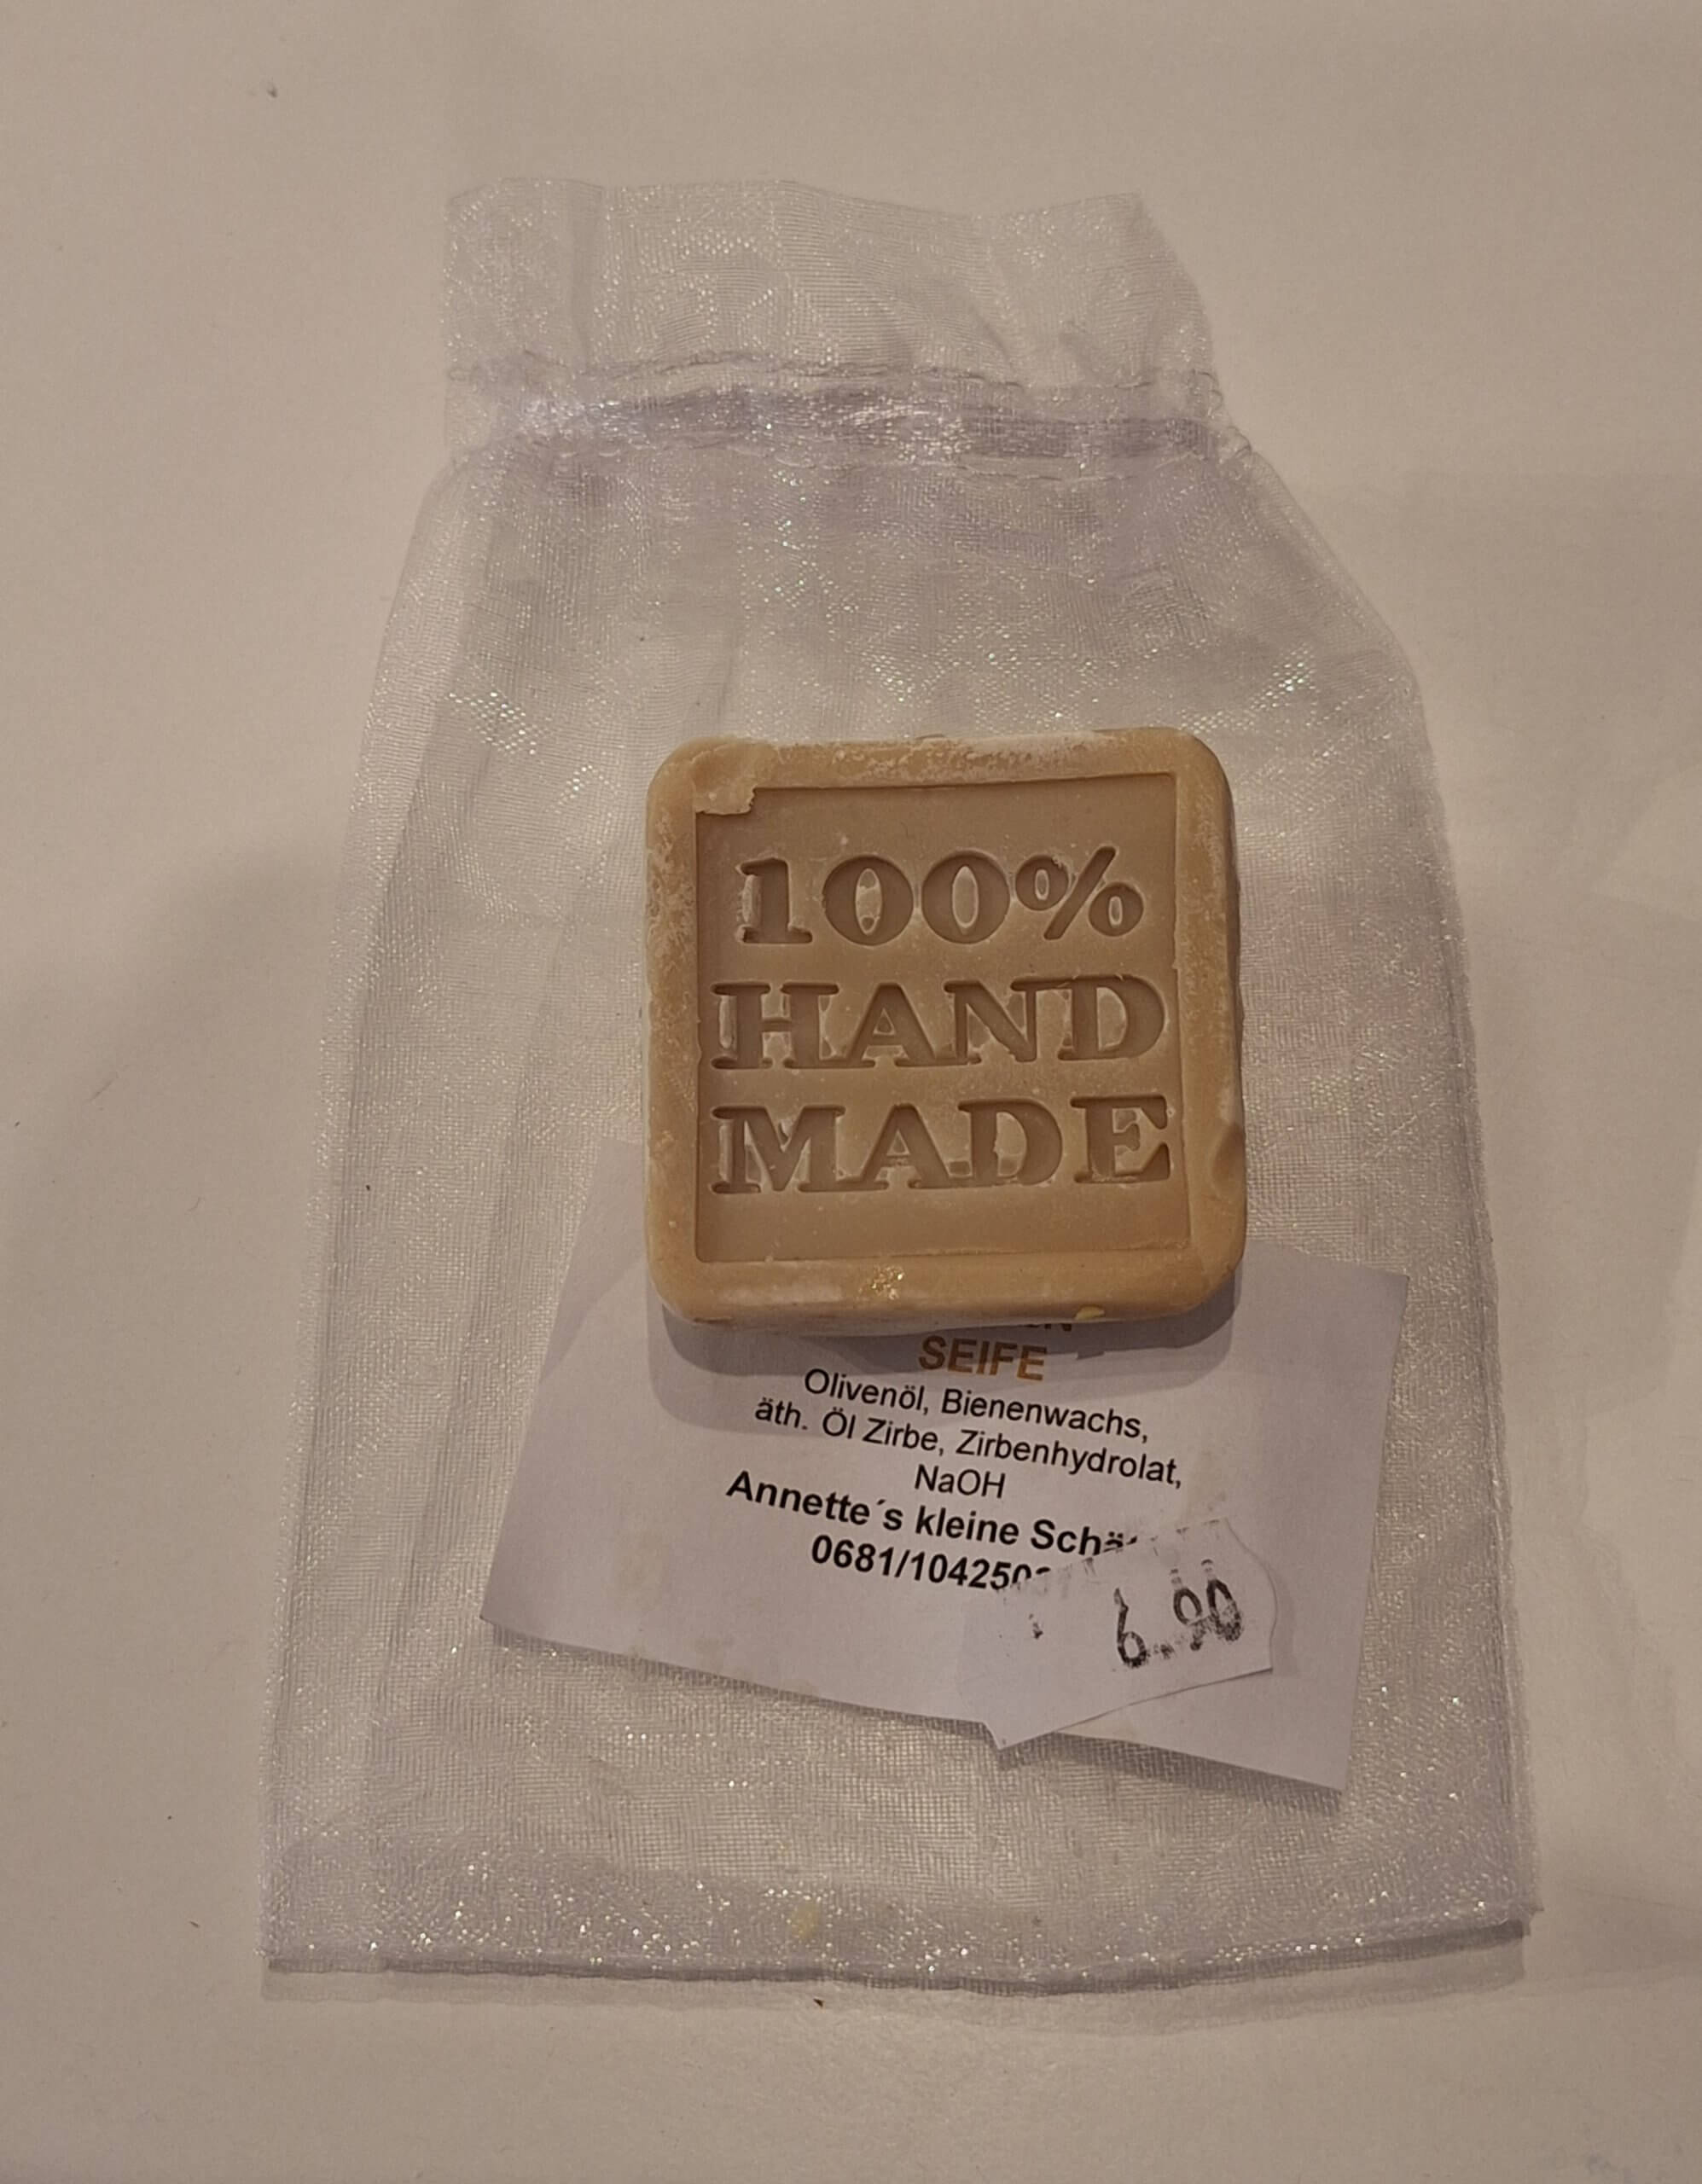 100%
HAND
MADE
SEIFE
Olivenöl, Bienenwachs,
äth. Öl Zirbe, Zirbenhydrolat,
NaOH
Annette´s kleine
6.90